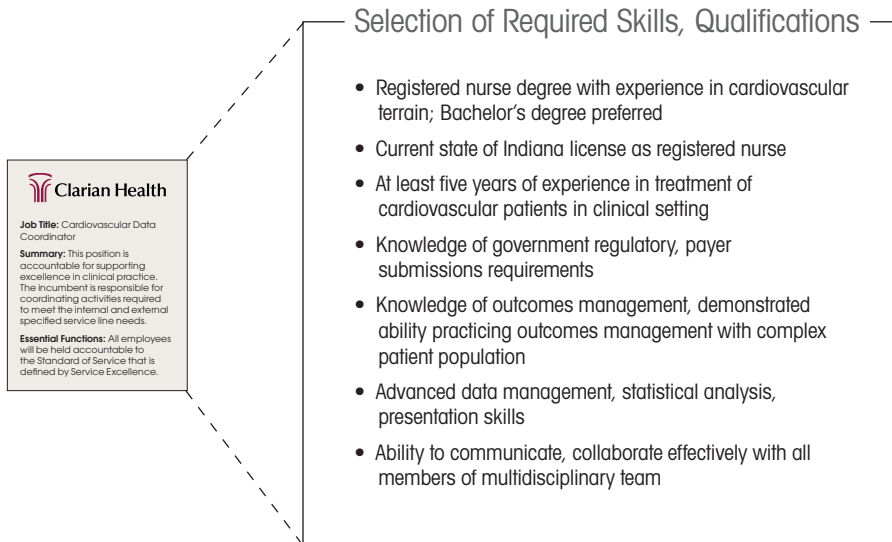 Selection of Required Skills, Qualifications
• Registered nurse degree with experience in cardiovascular
terrain; Bachelor's degree preferred
• Current state of Indiana license as registered nurse
• At least five years of experience in treatment of
cardiovascular patients in clinical setting
• Knowledge of government regulatory, payer
submissions requirements
• Knowledge of outcomes management, demonstrated
ability practicing outcomes management with complex
patient population
• Advanced data management, statistical analysis,
presentation skills
• Ability to communicate, collaborate effectively with all
members of multidisciplinary team
Clarian Health
Job Title: Cardiovascular Data
Coordinator
Summary: This position is
accountable for supporting
excellence in clinical practice.
The incumbent is responsible for
coordinating activities required
to meet the internal and external
specified service line needs.
Essential Functions: All employees
will be held accountable to
the Standard of Service that is
defined by Service Excellence.